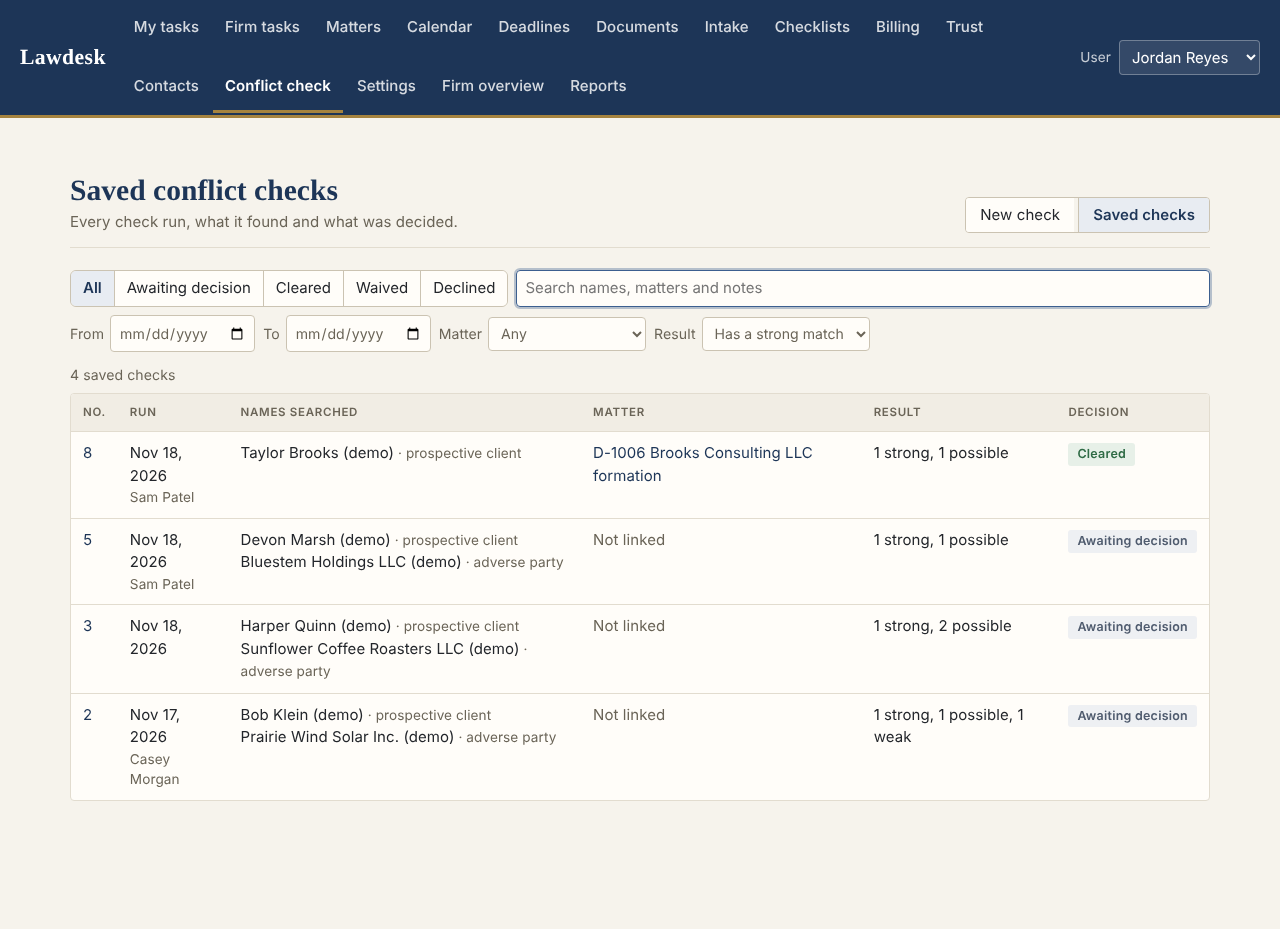 Lawdesk
My tasks Firm tasks Matters Calendar Deadlines Documents Intake Checklists Billing Trust
Contacts Conflict check Settings Firm overview Reports
User Jordan Reyes
Saved conflict checks
Every check run, what it found and what was decided.
New check Saved checks
All Awaiting decision Cleared Waived Declined Search names, matters and notes
From mm/dd/yyyy To mm/dd/yyyy Matter Any Result Has a strong match
4 saved checks
NO. RUN NAMES SEARCHED MATTER RESULT DECISION
8 Nov 18, Taylor Brooks (demo) · prospective client D-1006 Brooks Consulting LLC 1 strong, 1 possible Cleared
2026 formation
Sam Patel
5 Nov 18, Devon Marsh (demo) · prospective client Not linked 1 strong, 1 possible Awaiting decision
2026 Bluestem Holdings LLC (demo) · adverse party
Sam Patel
3 Nov 18, Harper Quinn (demo) · prospective client Not linked 1 strong, 2 possible Awaiting decision
2026 Sunflower Coffee Roasters LLC (demo) ·
adverse party
2 Nov 17, Bob Klein (demo) · prospective client Not linked 1 strong, 1 possible, 1 Awaiting decision
2026 Prairie Wind Solar Inc. (demo) · adverse party weak
Casey
Morgan